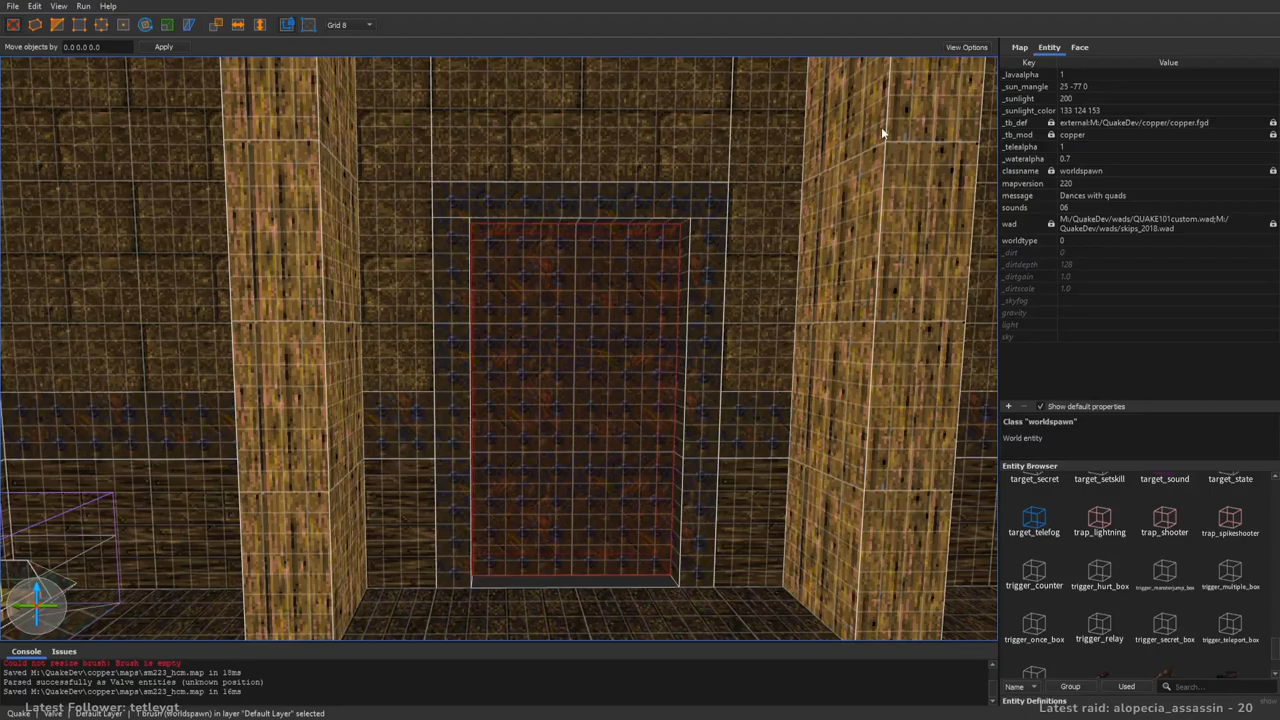 File Edit View Run Help
Grid 8
Move objects by 0.0 0.0 0.0 Apply View Options
Map Entity Face
Key Value
_lavaalpha 1
_sun_mangle 25 -77 0
_sunlight 200
_sunlight_color 133 124 153
_tb_def external:M:/QuakeDev/copper/copper.fgd
_tb_mod copper
_telealpha 1
_wateralpha 0.7
classname worldspawn
mapversion 220
message Dances with quads
sounds 06
wad M:/QuakeDev/wads/QUAKE101custom.wad;M:/
QuakeDev/wads/skips_2018.wad
worldtype 0
_dirt 0
_dirtdepth 128
_dirtgain 1.0
_dirtscale 1.0
_skyfog
gravity
light
sky
+ − Show default properties
Class "worldspawn"
World entity
Entity Browser
target_secret target_setskill target_sound target_state
target_telefog trap_lightning trap_shooter trap_spikeshooter
trigger_counter trigger_hurt_box trigger_monsterjump_box trigger_multiple_box
trigger_once_box trigger_relay trigger_secret_box trigger_teleport_box
Name Group Used Search...
Entity Definitions
Console Issues
Could not resize brush: Brush is empty
Saved M:\QuakeDev\copper\maps\sm223_hcm.map in 18ms
Parsed successfully as Valve entities (unknown position)
Saved M:\QuakeDev\copper\maps\sm223_hcm.map in 16ms
Latest Follower: tetleygt
Latest raid: alopecia_assassin - 20
Quake Valve Default Layer 1 brush (worldspawn) in layer "Default Layer" selected